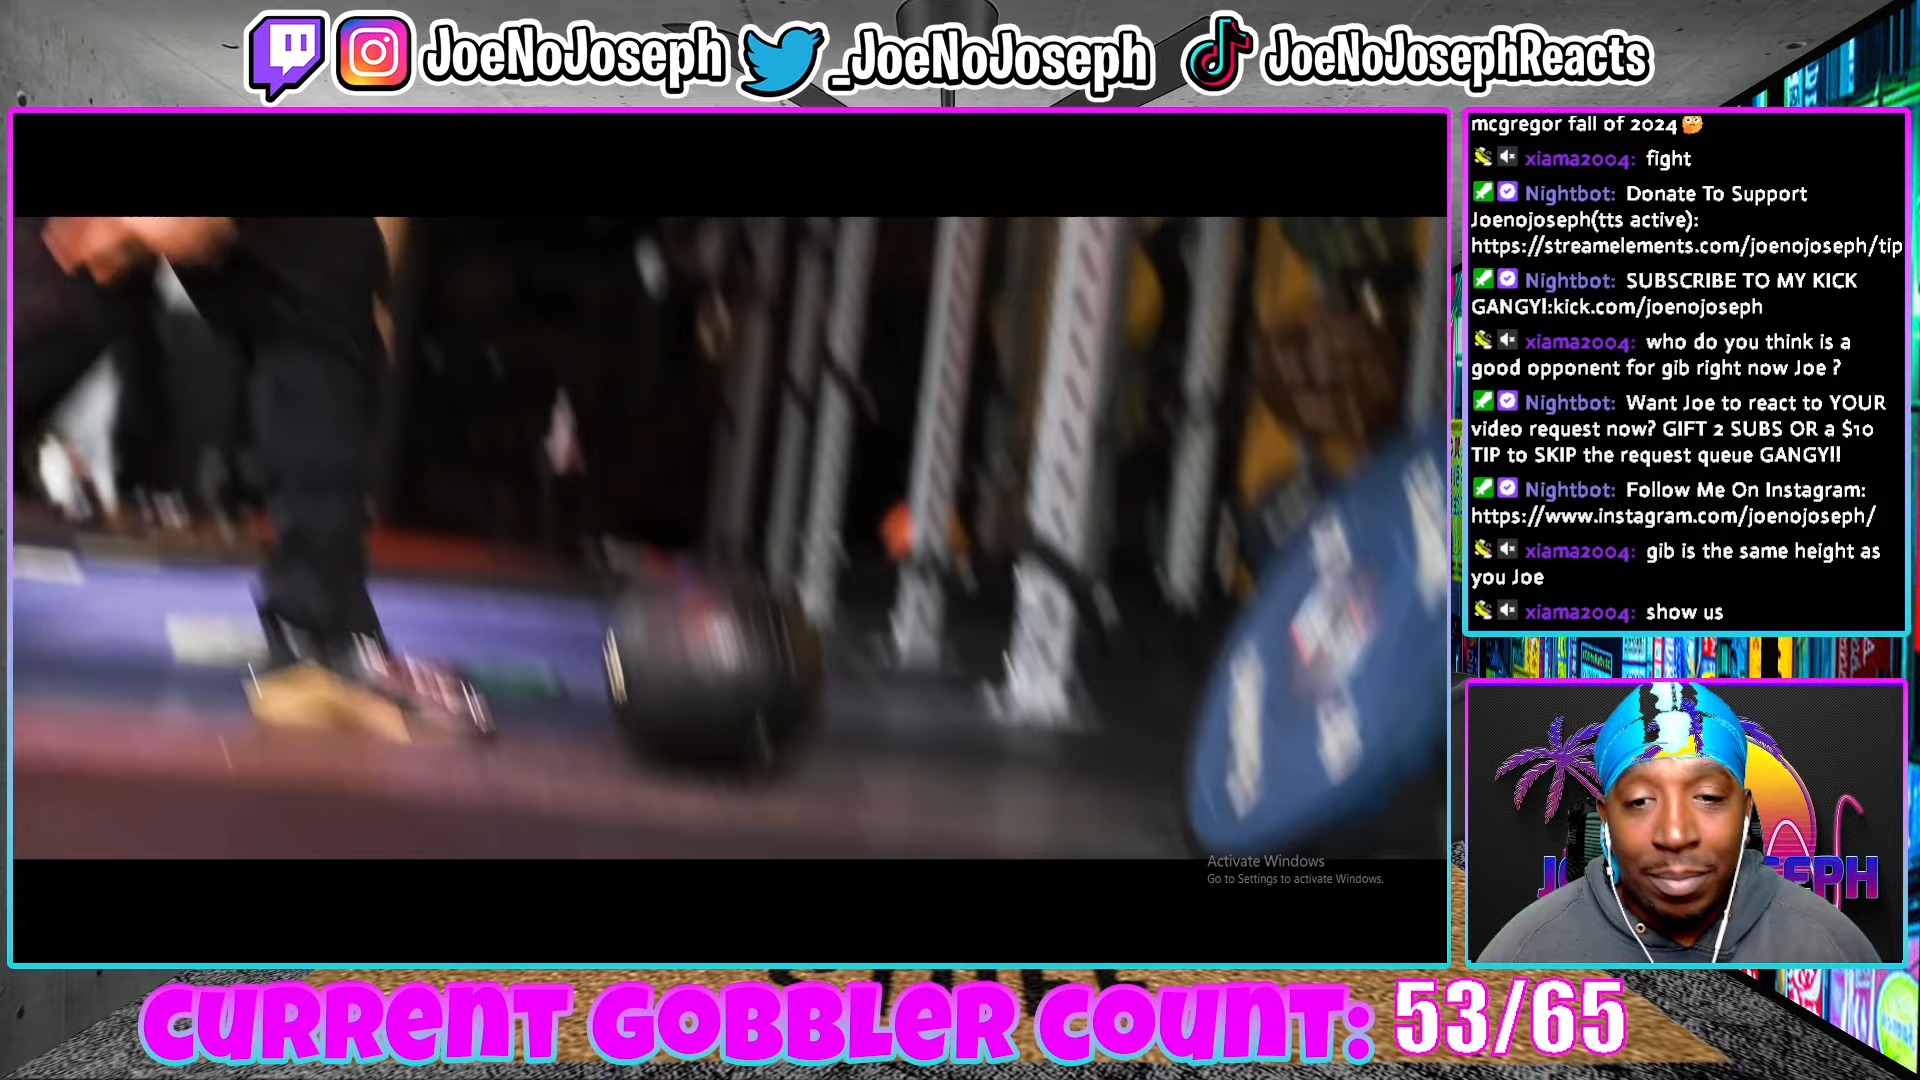 JoeNoJoseph _JoeNoJoseph JoeNoJosephReacts
mcgregor fall of 2024
xiama2004: fight
Nightbot: Donate To Support
Joenojoseph(tts active):
https://streamelements.com/joenojoseph/tip
Nightbot: SUBSCRIBE TO MY KICK
GANGY!:kick.com/joenojoseph
xiama2004: who do you think is a
good opponent for gib right now Joe ?
Nightbot: Want Joe to react to YOUR
video request now? GIFT 2 SUBS OR a $10
TIP to SKIP the request queue GANGY!!
Nightbot: Follow Me On Instagram:
https://www.instagram.com/joenojoseph/
xiama2004: gib is the same height as
you Joe
xiama2004: show us
Activate Windows
Go to Settings to activate Windows.
CURRENT GOBBLER COUNT: 53/65